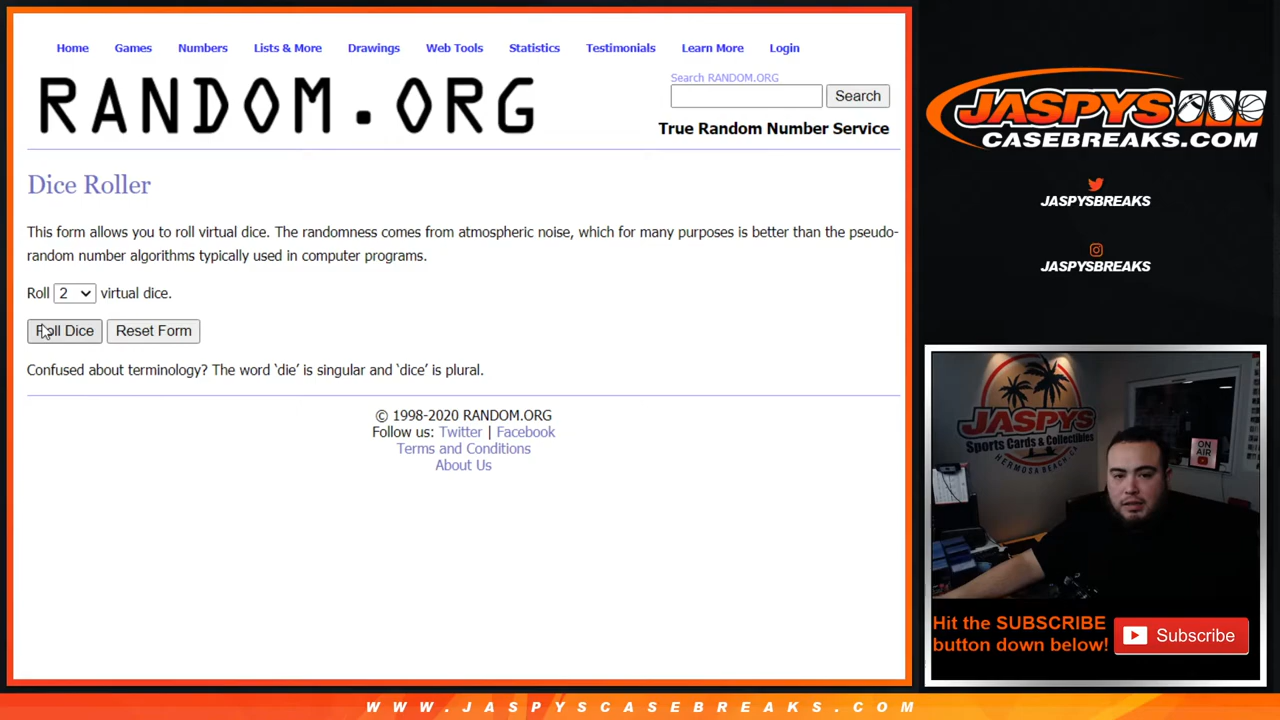 Home Games Numbers Lists & More Drawings Web Tools Statistics Testimonials Learn More Login
RANDOM.ORG
Search RANDOM.ORG
Search
True Random Number Service
Dice Roller
This form allows you to roll virtual dice. The randomness comes from atmospheric noise, which for many purposes is better than the pseudo-
random number algorithms typically used in computer programs.
Roll 2 virtual dice.
Roll Dice Reset Form
Confused about terminology? The word ‘die’ is singular and ‘dice’ is plural.
© 1998-2020 RANDOM.ORG
Follow us: Twitter | Facebook
Terms and Conditions
About Us
JASPYS
CASEBREAKS.COM
JASPYSBREAKS
JASPYSBREAKS
JASPYS
Sports Cards & Collectibles
HERMOSA BEACH, CA
ON
AIR
Hit the SUBSCRIBE
button down below!
Subscribe
WWW.JASPYSCASEBREAKS.COM